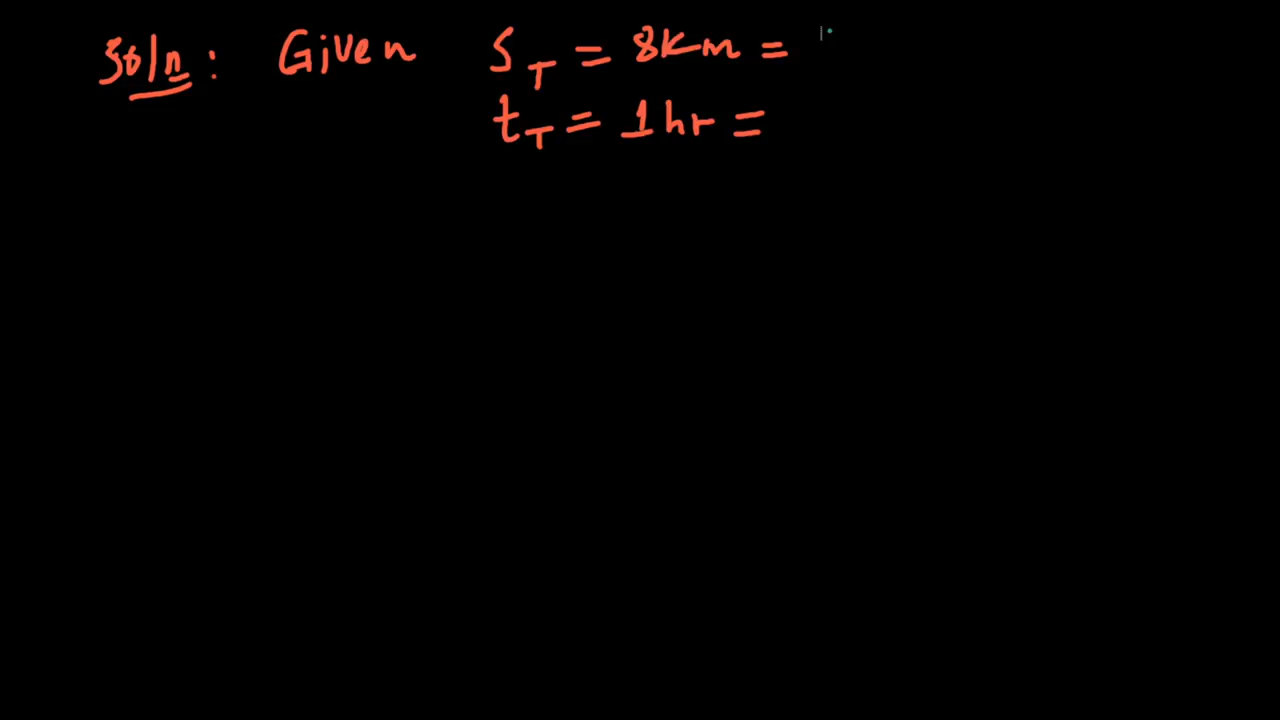 Soln: Given S_T = 8Km =
t_T = 1hr =